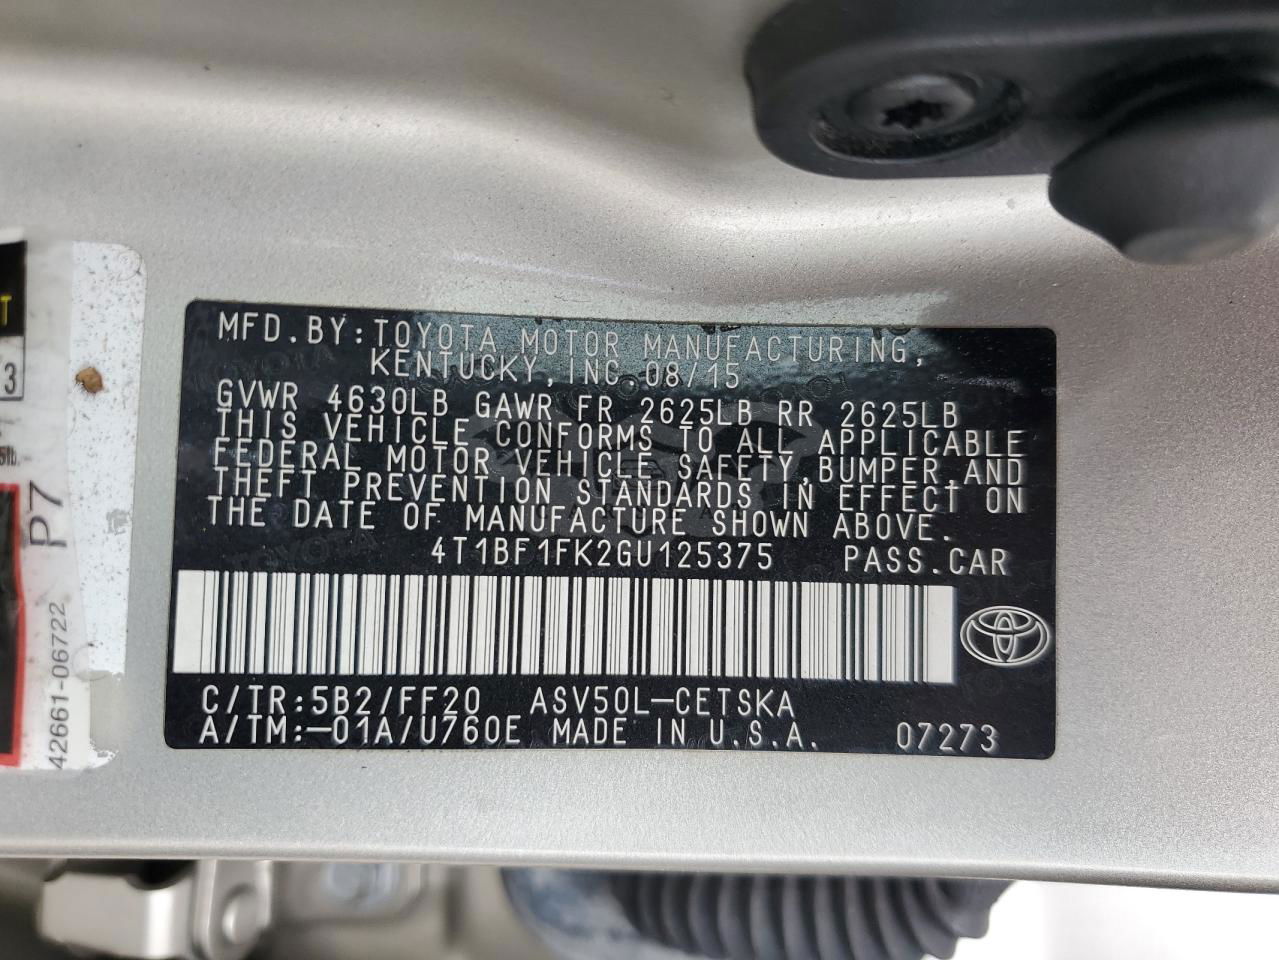 MFD.BY:TOYOTA MOTOR MANUFACTURING,
KENTUCKY,INC.08/15
GVWR 4630LB GAWR FR 2625LB RR 2625LB
THIS VEHICLE CONFORMS TO ALL APPLICABLE
FEDERAL MOTOR VEHICLE SAFETY,BUMPER,AND
THEFT PREVENTION STANDARDS IN EFFECT ON
THE DATE OF MANUFACTURE SHOWN ABOVE.
4T1BF1FK2GU125375 PASS.CAR
C/TR:5B2/FF20 ASV50L-CETSKA
A/TM:-01A/U760E MADE IN U.S.A. 07273
T
3
5lb.
P7
42661-06722